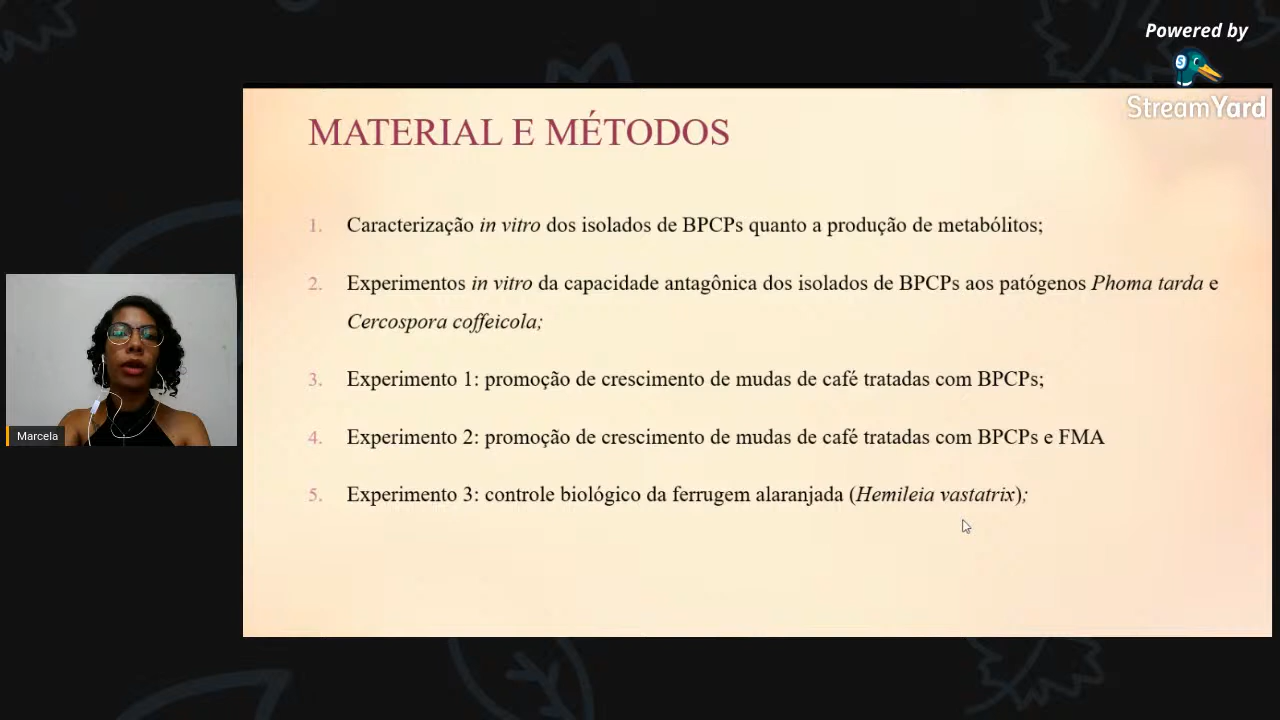 Powered by
StreamYard
MATERIAL E MÉTODOS
1. Caracterização in vitro dos isolados de BPCPs quanto a produção de metabólitos;
2. Experimentos in vitro da capacidade antagônica dos isolados de BPCPs aos patógenos Phoma tarda e
Cercospora coffeicola;
3. Experimento 1: promoção de crescimento de mudas de café tratadas com BPCPs;
4. Experimento 2: promoção de crescimento de mudas de café tratadas com BPCPs e FMA
5. Experimento 3: controle biológico da ferrugem alaranjada (Hemileia vastatrix);
Marcela